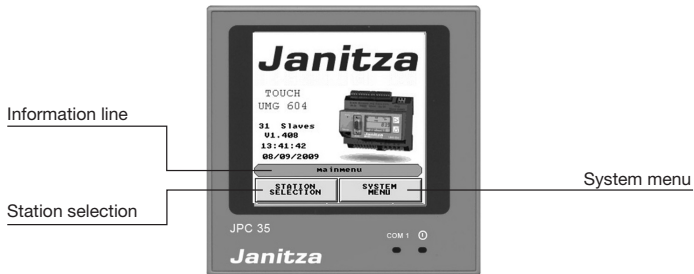 Janitza
TOUCH
UMG 604
31 Slaves
V1.408
13:41:42
08/09/2009
Mainmenu
STATION
SELECTION
SYSTEM
MENU
Information line
Station selection
System menu
JPC 35
COM 1
Janitza